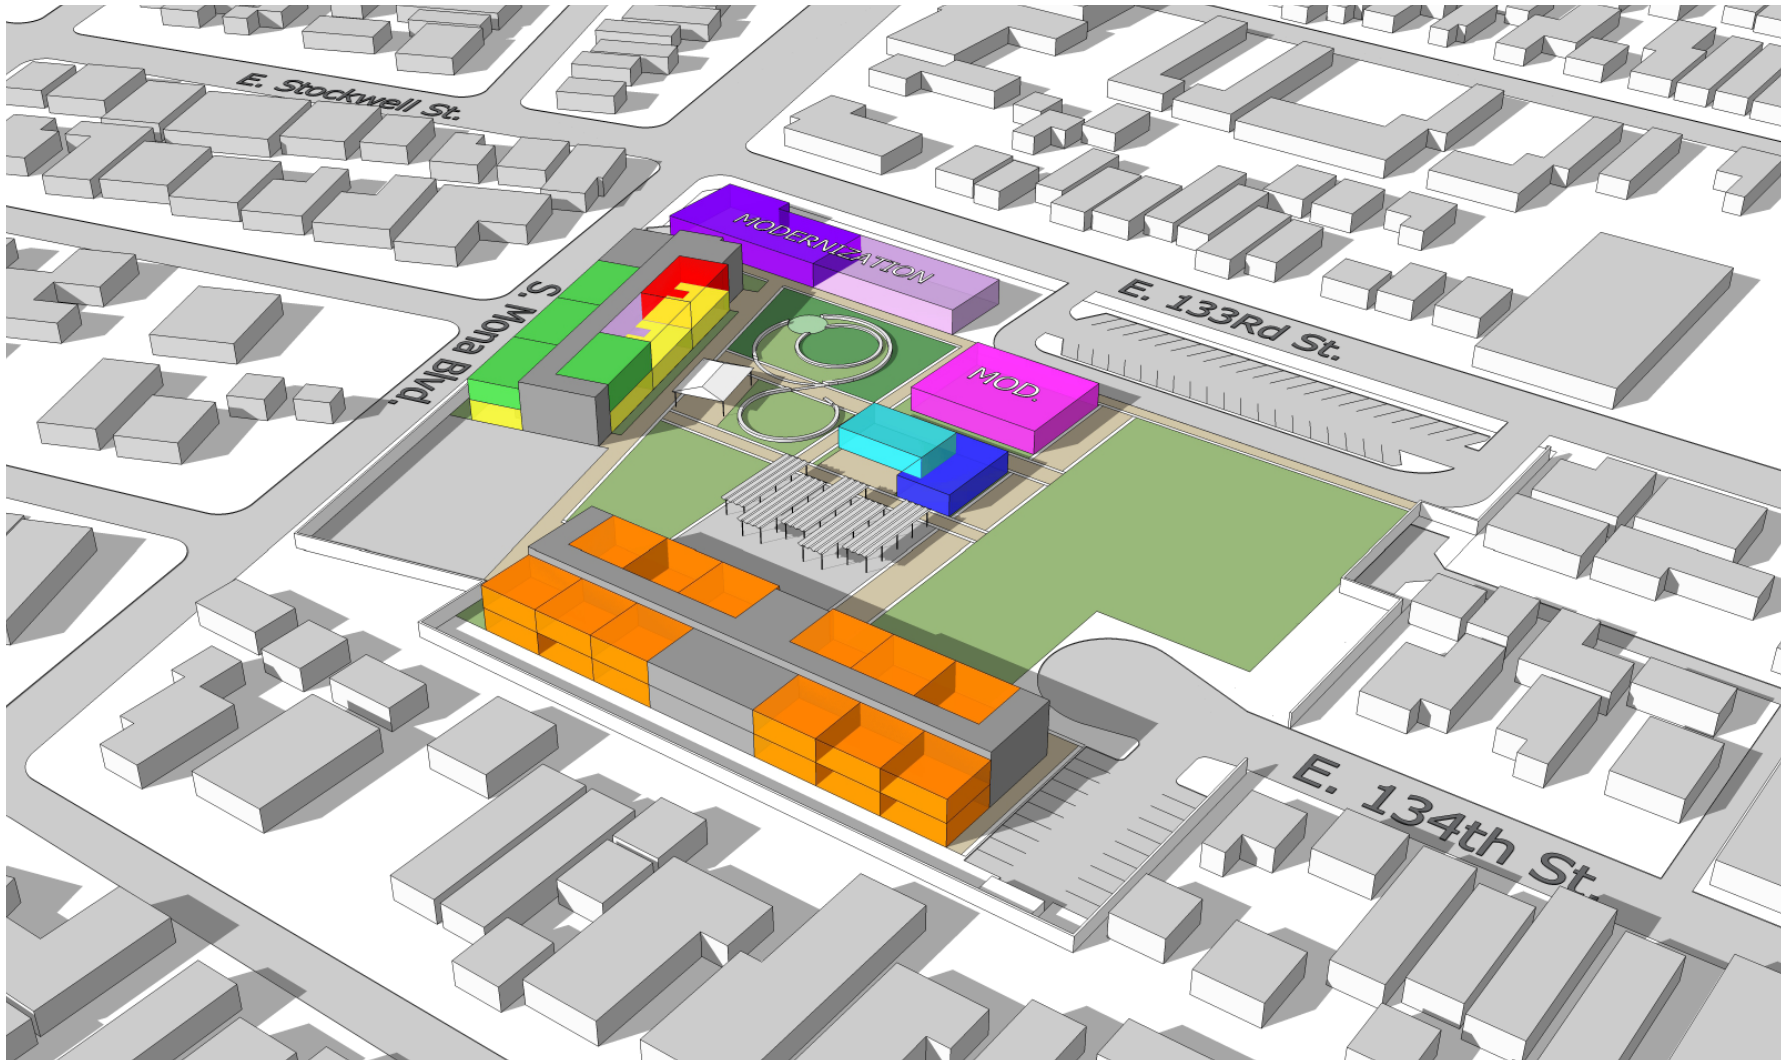 E. Stockwell St.
MODERNIZATION
S. Mona Blvd.
E. 133Rd St.
MOD.
E. 134th St.